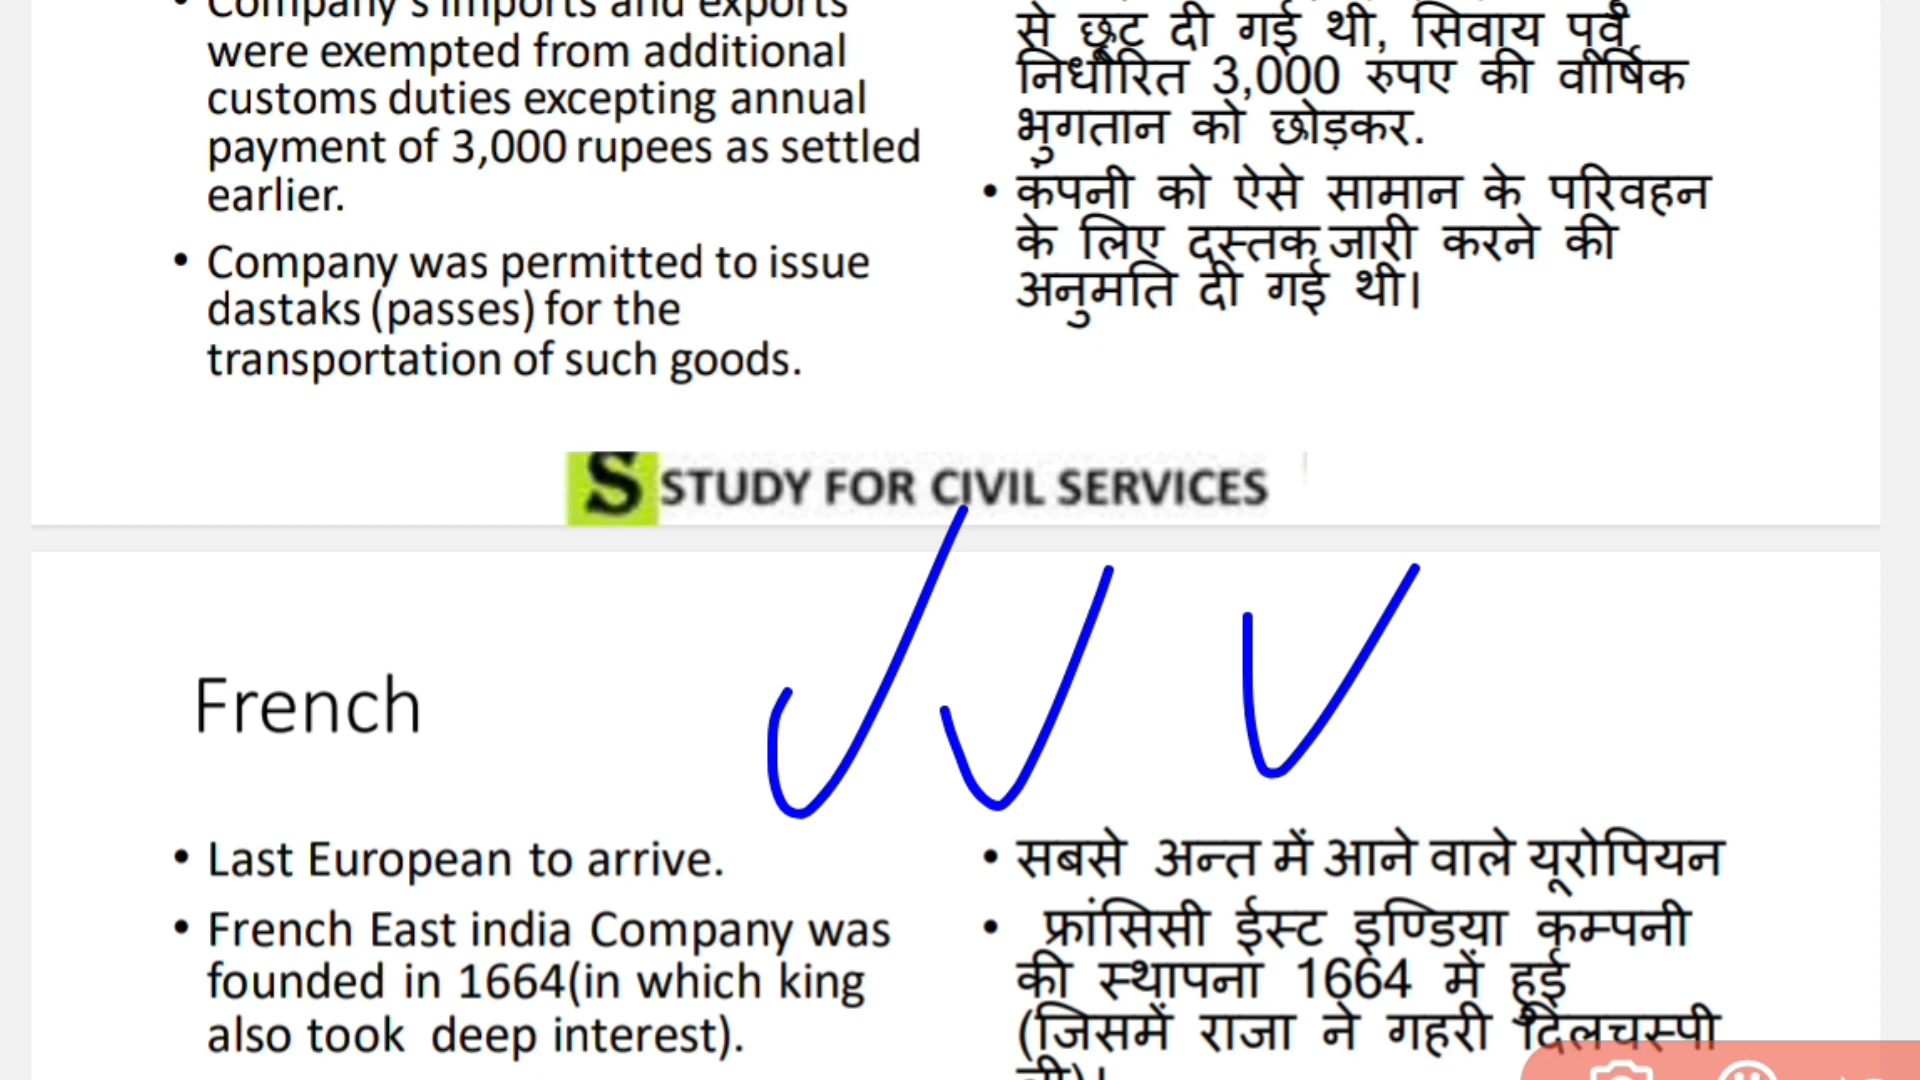 Company's imports and exports
were exempted from additional
customs duties excepting annual
payment of 3,000 rupees as settled
earlier.
• Company was permitted to issue
dastaks (passes) for the
transportation of such goods.
से छूट दी गई थी, सिवाय पूर्व
निर्धारित 3,000 रुपए की वार्षिक
भुगतान को छोड़कर.
• कंपनी को ऐसे सामान के परिवहन
के लिए दस्तक जारी करने की
अनुमति दी गई थी।
S STUDY FOR CIVIL SERVICES
French
• Last European to arrive.
• French East india Company was
founded in 1664(in which king
also took deep interest).
• सबसे अन्त में आने वाले यूरोपियन
• फ्रांसिसी ईस्ट इण्डिया कम्पनी
की स्थापना 1664 में हुई
(जिसमें राजा ने गहरी दिलचस्पी